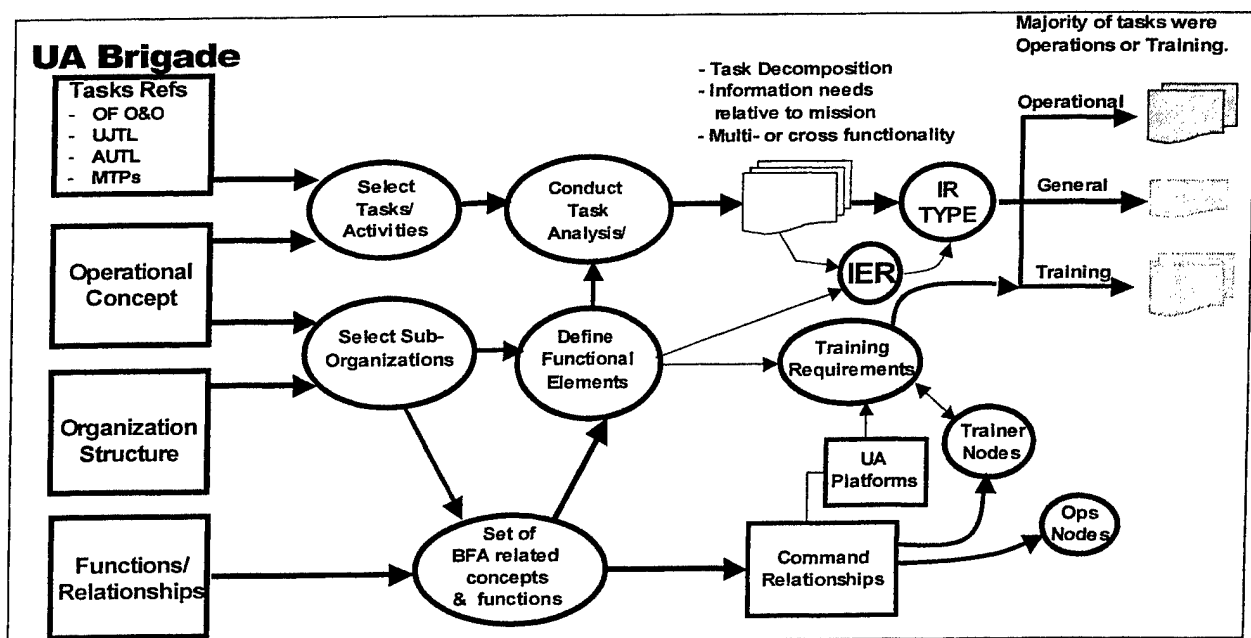 UA Brigade
Tasks Refs
- OF O&O
- UJTL
- AUTL
- MTPs
Operational
Concept
Organization
Structure
Functions/
Relationships
Select
Tasks/
Activities
Conduct
Task
Analysis/
- Task Decomposition
- Information needs
relative to mission
- Multi- or cross functionality
IR
TYPE
IER
Majority of tasks were
Operations or Training.
Operational
General
Training
Select Sub-
Organizations
Define
Functional
Elements
Training
Requirements
Trainer
Nodes
UA
Platforms
Ops
Nodes
Set of
BFA related
concepts
& functions
Command
Relationships